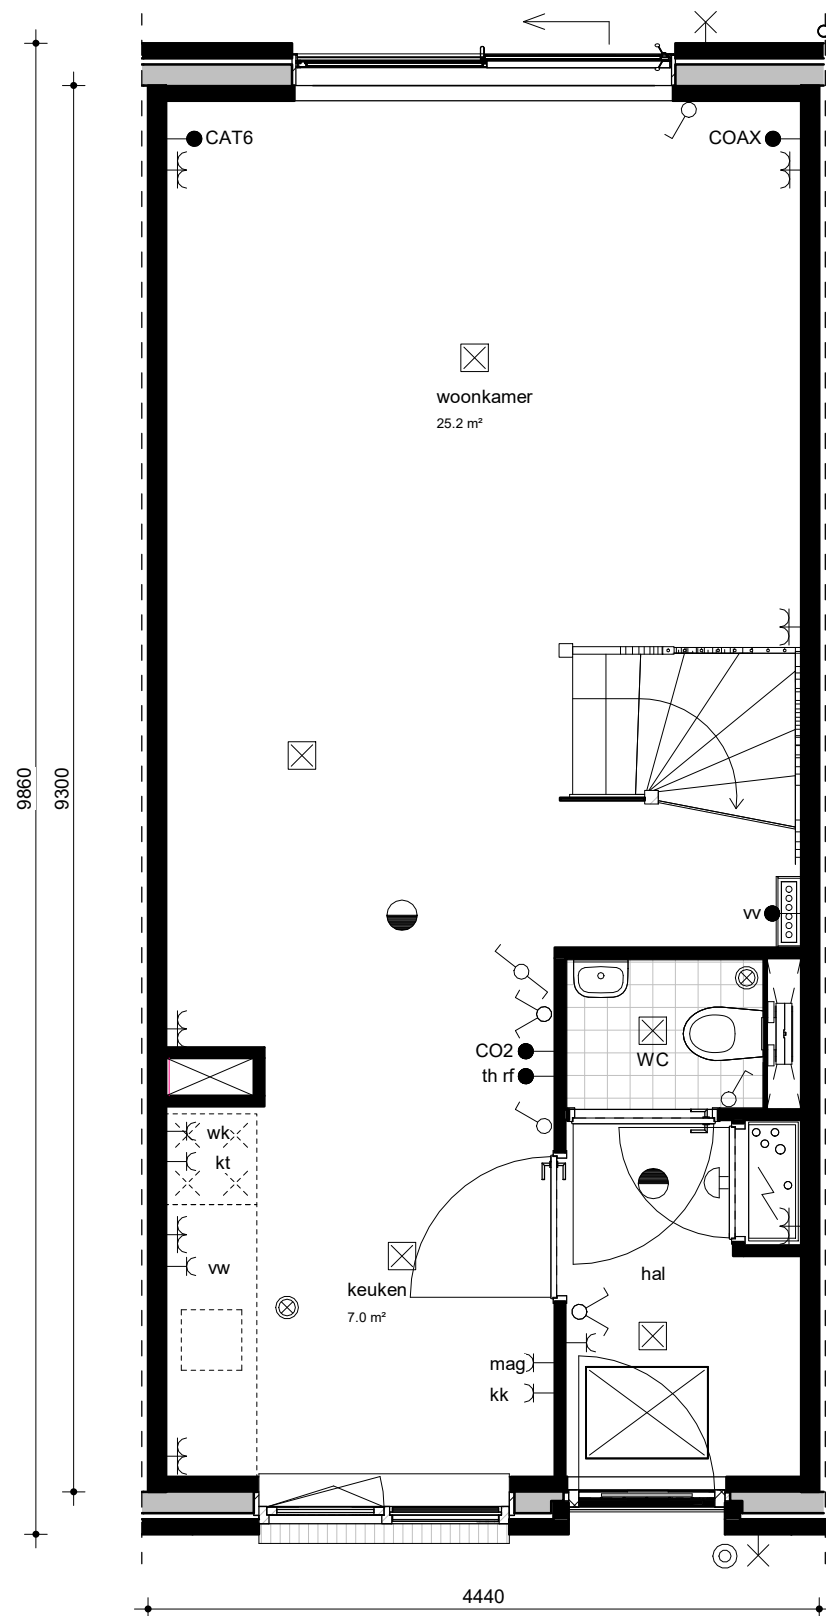 CAT6
COAX
woonkamer
25.2 m²
9860
9300
vv
CO2
WC
th rf
wk
kt
vw
hal
keuken
7.0 m²
mag
kk
4440